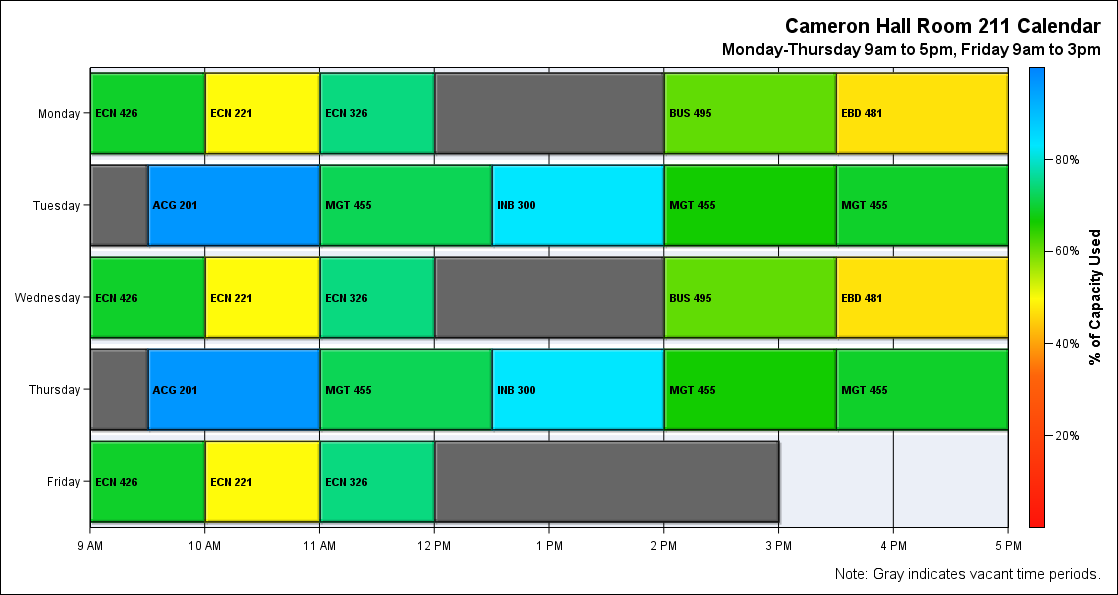 Cameron Hall Room 211 Calendar
Monday-Thursday 9am to 5pm, Friday 9am to 3pm
Monday ECN 426 ECN 221 ECN 326 BUS 495 EBD 481
80%
Tuesday ACG 201 MGT 455 INB 300 MGT 455 MGT 455
60%
% of Capacity Used
Wednesday ECN 426 ECN 221 ECN 326 BUS 495 EBD 481
40%
Thursday ACG 201 MGT 455 INB 300 MGT 455 MGT 455
20%
Friday ECN 426 ECN 221 ECN 326
9 AM 10 AM 11 AM 12 PM 1 PM 2 PM 3 PM 4 PM 5 PM
Note: Gray indicates vacant time periods.